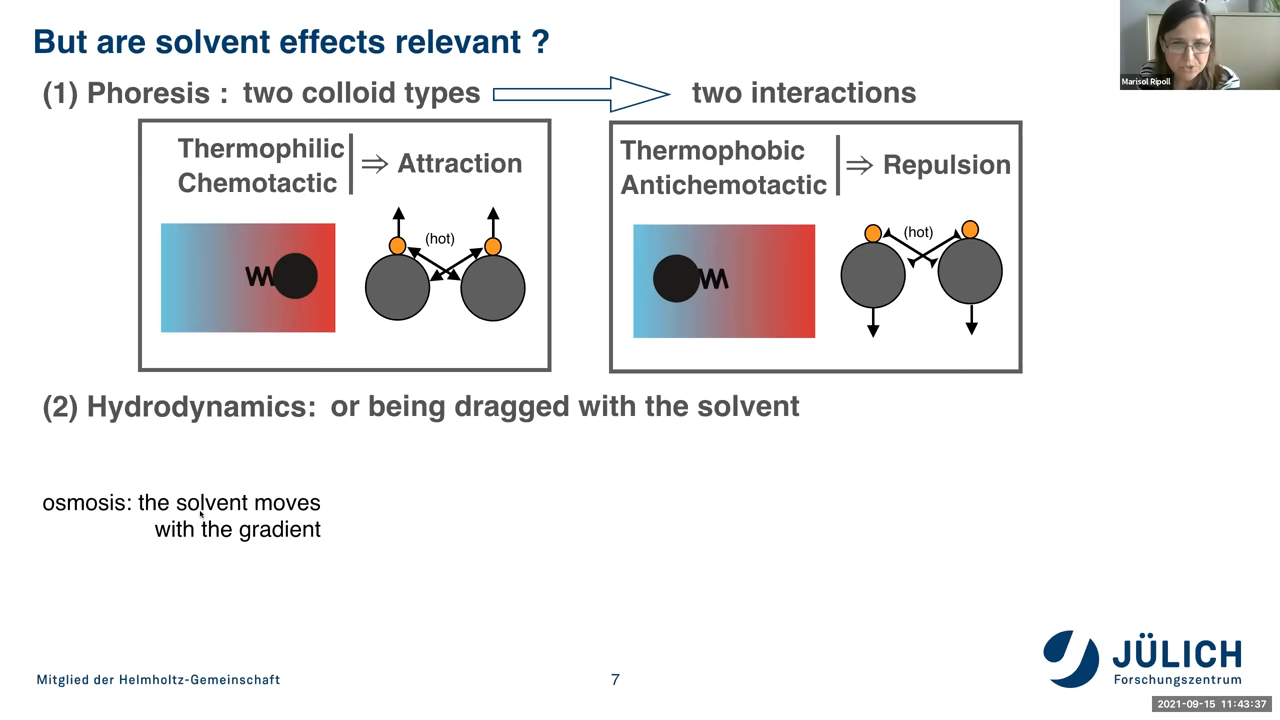 But are solvent effects relevant ?
Marisol Ripoll
(1) Phoresis : two colloid types two interactions
Thermophilic
Chemotactic
⇒ Attraction
(hot)
Thermophobic
Antichemotactic
⇒ Repulsion
(hot)
(2) Hydrodynamics: or being dragged with the solvent
osmosis: the solvent moves
with the gradient
JÜLICH
Forschungszentrum
Mitglied der Helmholtz-Gemeinschaft
7
2021-09-15 11:43:37